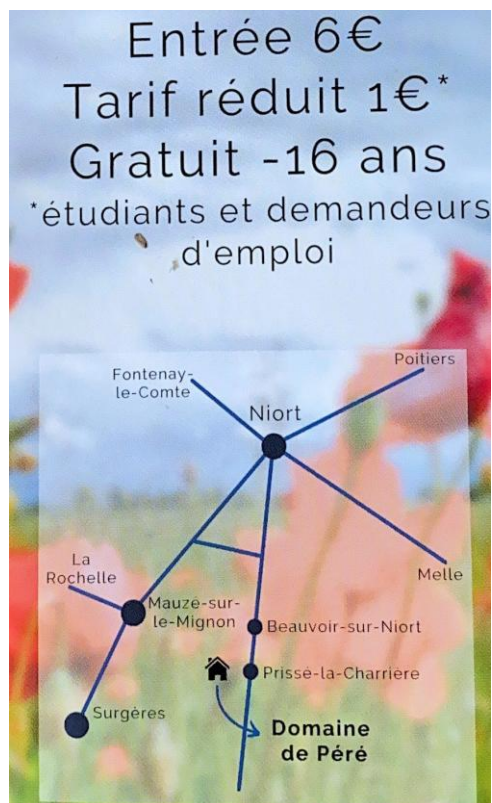 Entrée 6€
Tarif réduit 1€*
Gratuit -16 ans
*étudiants et demandeurs
d'emploi
Poitiers
Fontenay-
le-Comte
Niort
La
Rochelle
Melle
Mauzé-sur-
le-Mignon
Beauvoir-sur-Niort
Prissé-la-Charrière
Surgères
Domaine
de Péré